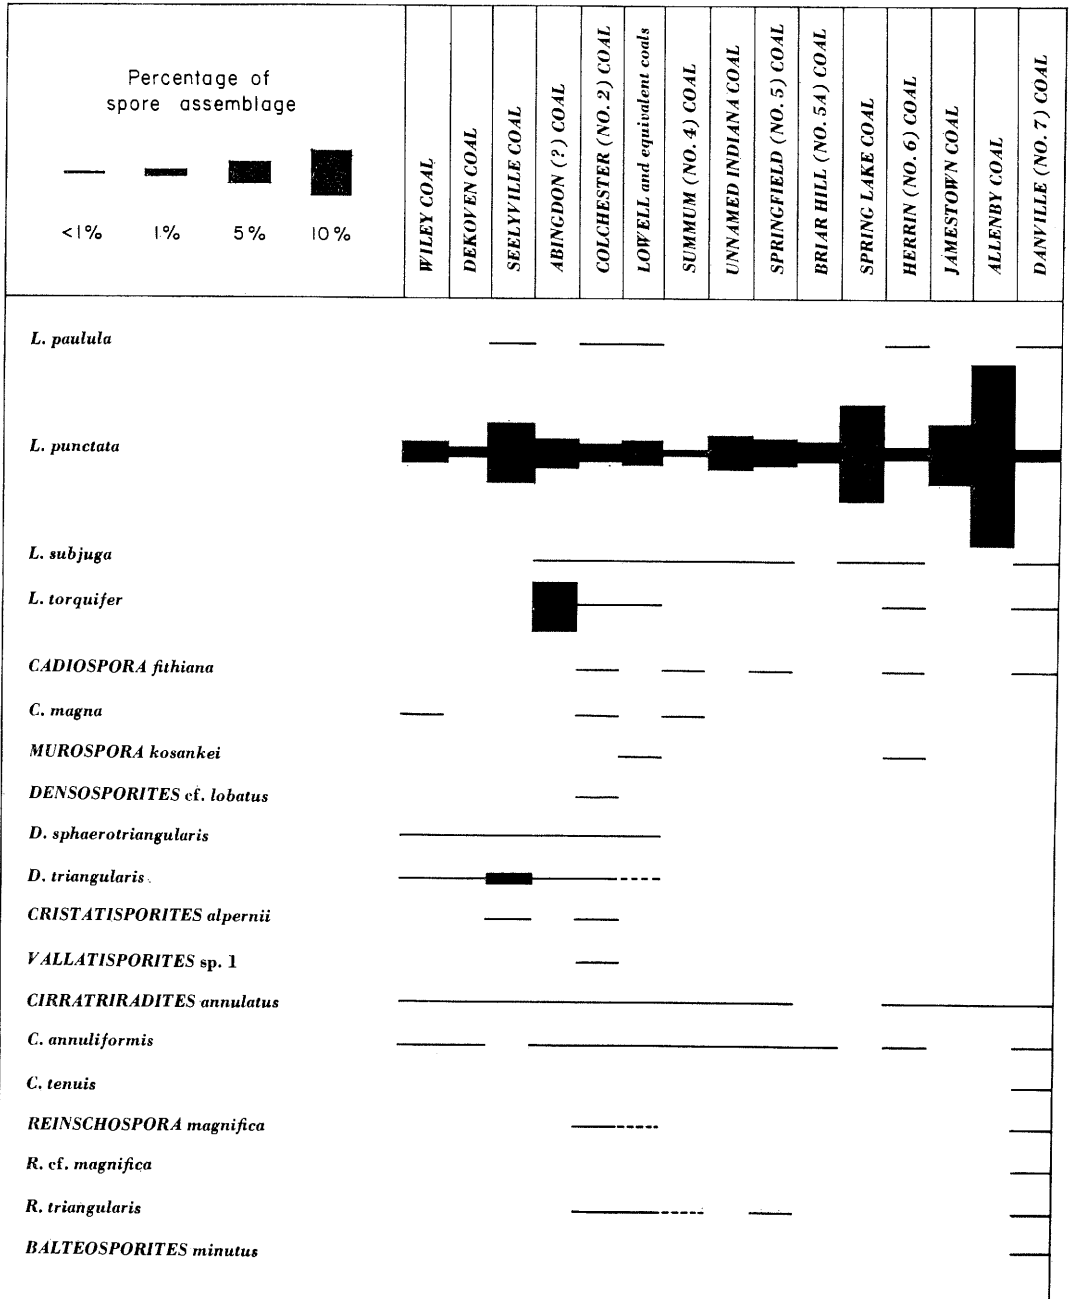 Percentage of
spore assemblage
<1%
1%
5%
10%
WILEY COAL
DEKOVEN COAL
SEELYVILLE COAL
ABINGDON (?) COAL
COLCHESTER (NO. 2) COAL
LOWELL and equivalent coals
SUMMUM (NO. 4) COAL
UNNAMED INDIANA COAL
SPRINGFIELD (NO. 5) COAL
BRIAR HILL (NO. 5A) COAL
SPRING LAKE COAL
HERRIN (NO. 6) COAL
JAMESTOWN COAL
ALLENBY COAL
DANVILLE (NO. 7) COAL
L. paulula
L. punctata
L. subjuga
L. torquifer
CADIOSPORA fithiana
C. magna
MUROSPORA kosankei
DENSOSPORITES cf. lobatus
D. sphaerotriangularis
D. triangularis
CRISTATISPORITES alpernii
VALLATISPORITES sp. 1
CIRRATRIRADITES annulatus
C. annuliformis
C. tenuis
REINSCHOSPORA magnifica
R. cf. magnifica
R. triangularis
BALTEOSPORITES minutus